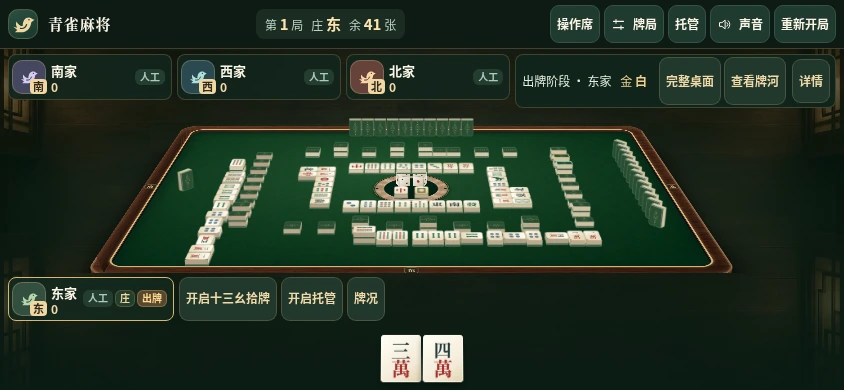 青雀麻将
第1局 庄东 余41张
操作席 牌局 托管 声音 重新开局
南家 人工
南 0
西家 人工
西 0
北家 人工
北 0
出牌阶段·东家 金白 完整桌面 查看牌河 详情
东家 人工 庄 出牌
东 0
开启十三幺拾牌 开启托管 牌况
三萬 四萬